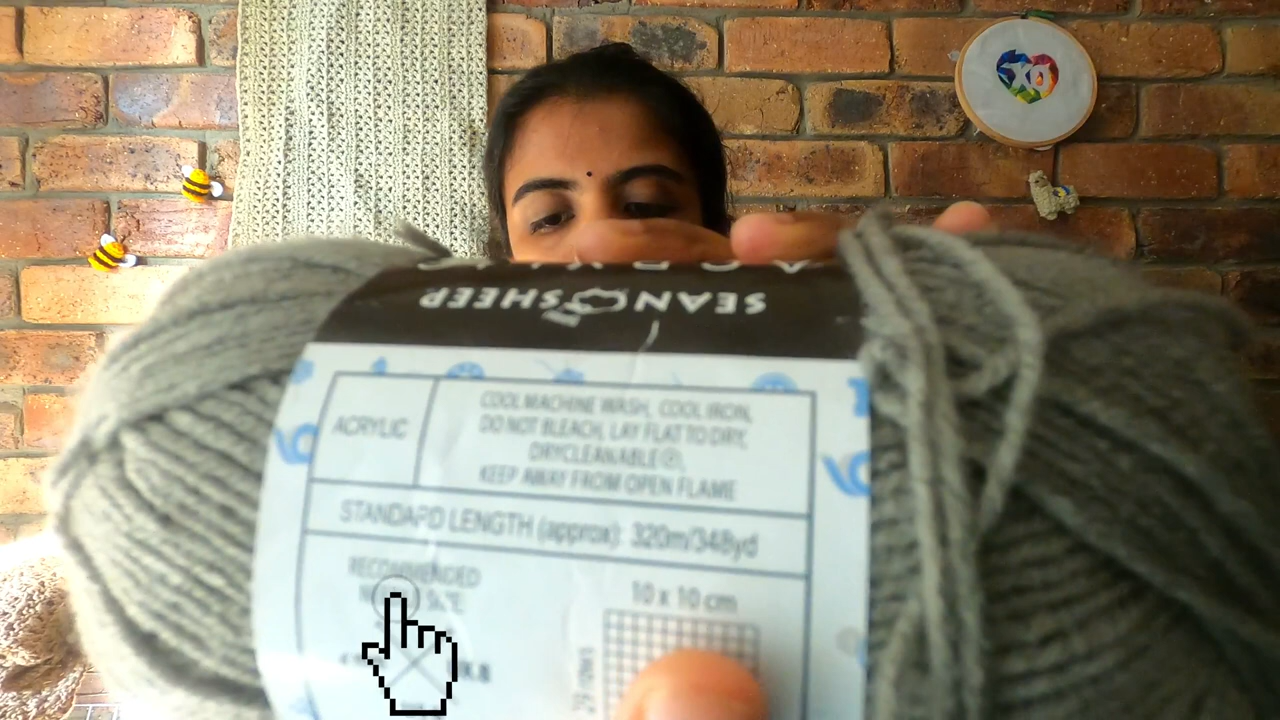 XO
SEAN SHEEP
ACRYLIC
COOL MACHINE WASH, COOL IRON,
DO NOT BLEACH, LAY FLAT TO DRY,
DRYCLEANABLE Ⓟ,
KEEP AWAY FROM OPEN FLAME
STANDARD LENGTH (approx): 320m/348yd
RECOMMENDED
10 x 10 cm